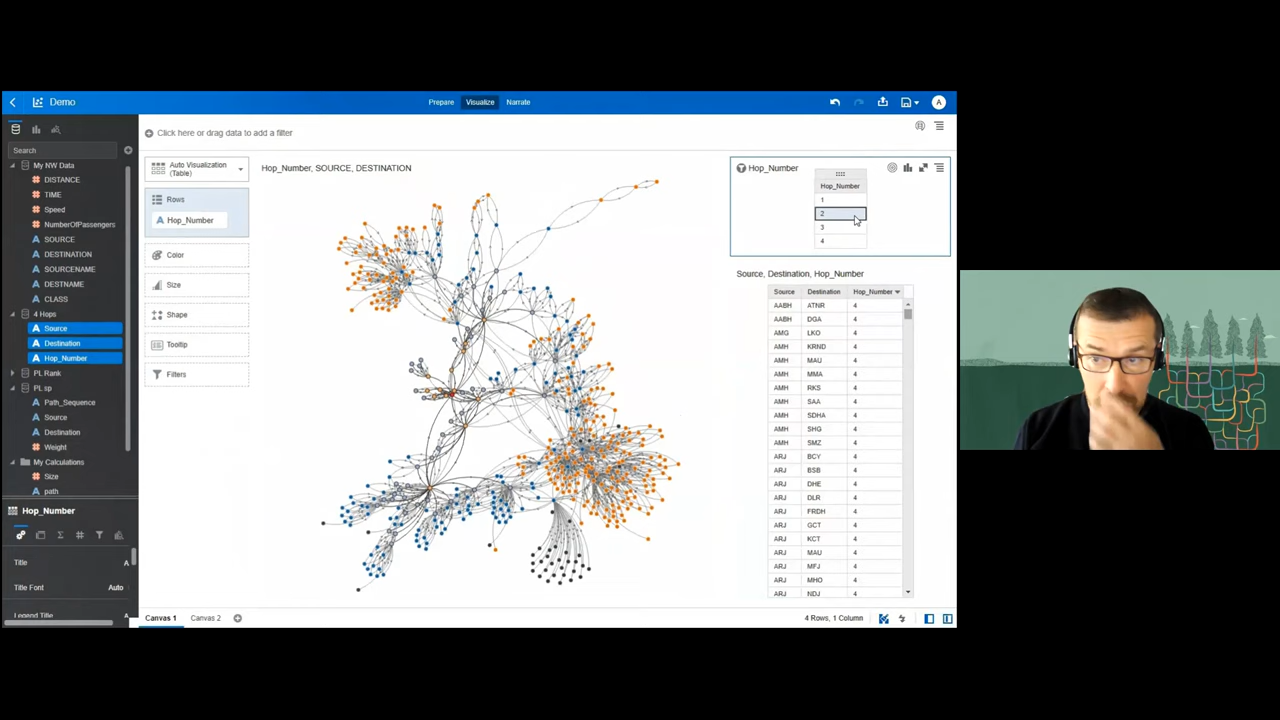 Demo
Prepare
Visualize
Narrate
A
Search
My NW Data
DISTANCE
TIME
Speed
NumberOfPassengers
A SOURCE
A DESTINATION
A SOURCENAME
A DESTNAME
A CLASS
4 Hops
A Source
A Destination
A Hop_Number
PL Rank
PL sp
A Path_Sequence
A Source
A Destination
Weight
My Calculations
Size
A path
Hop_Number
Title
A
Title Font
Auto
Legend Title
Click here or drag data to add a filter
Auto Visualization
(Table)
Rows
A Hop_Number
Color
Size
Shape
Tooltip
Filters
Hop_Number, SOURCE, DESTINATION
Hop_Number
Hop_Number
1
2
3
4
Source, Destination, Hop_Number
Source Destination Hop_Number
AABH ATNR 4
AABH DGA 4
AMG LKO 4
AMH KRND 4
AMH MAU 4
AMH MMA 4
AMH RKS 4
AMH SAA 4
AMH SDHA 4
AMH SHG 4
AMH SMZ 4
ARJ BCY 4
ARJ BSB 4
ARJ DHE 4
ARJ DLR 4
ARJ FRDH 4
ARJ GCT 4
ARJ KCT 4
ARJ MAU 4
ARJ MFJ 4
ARJ MHO 4
ARJ NDJ 4
Canvas 1
Canvas 2
4 Rows, 1 Column